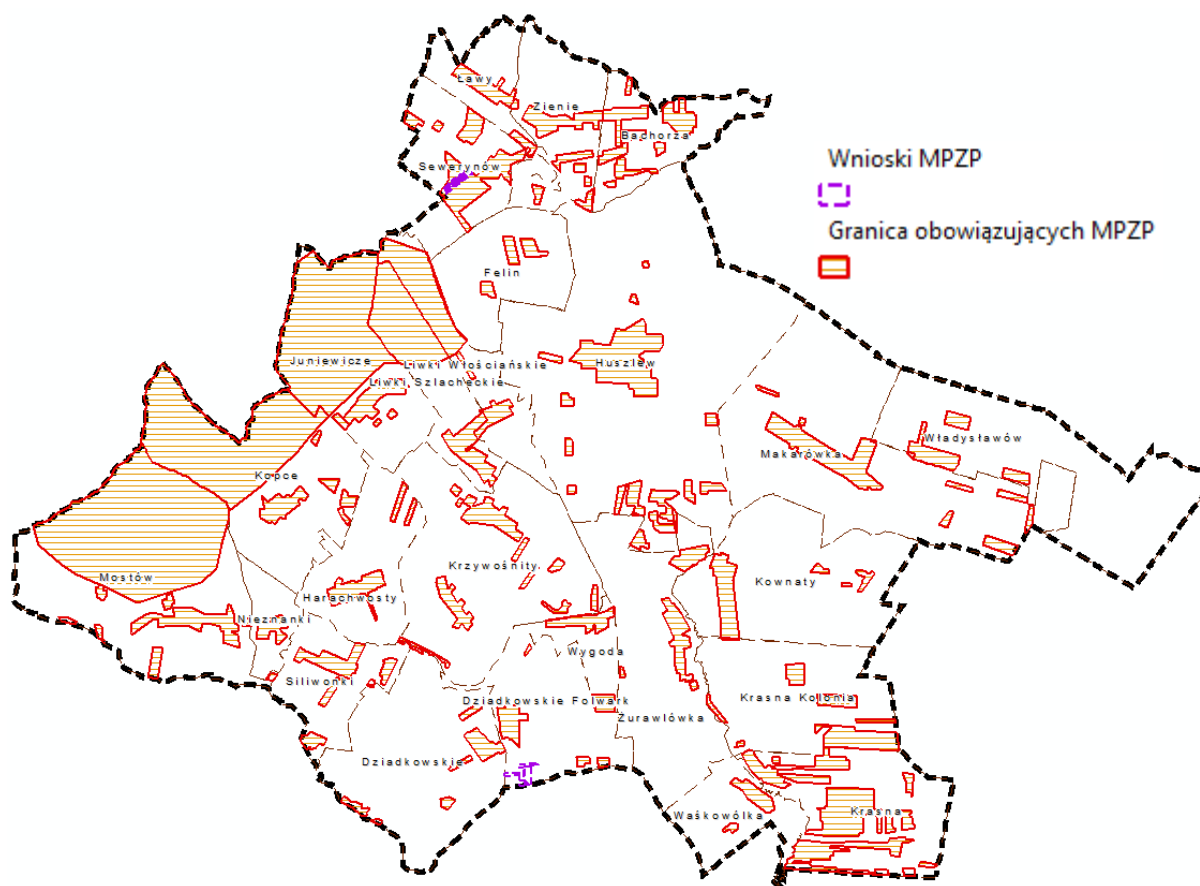 Ławy
Zienie
Bachorza
Wnioski MPZP
Sewerynów
Granica obowiązujących MPZP
Felin
Juniewicze
Liwki Włościańskie
Huszlew
Liwki Szlacheckie
Władysławów
Makarówka
Kopce
Krzywośnity
Mostów
Kownaty
Harachwosty
Nieznanki
Wygoda
Siliwonki
Dziadkowskie Folwark
Krasna Kolonia
Żurawlówka
Dziadkowskie
Waśkowólka
Krasna